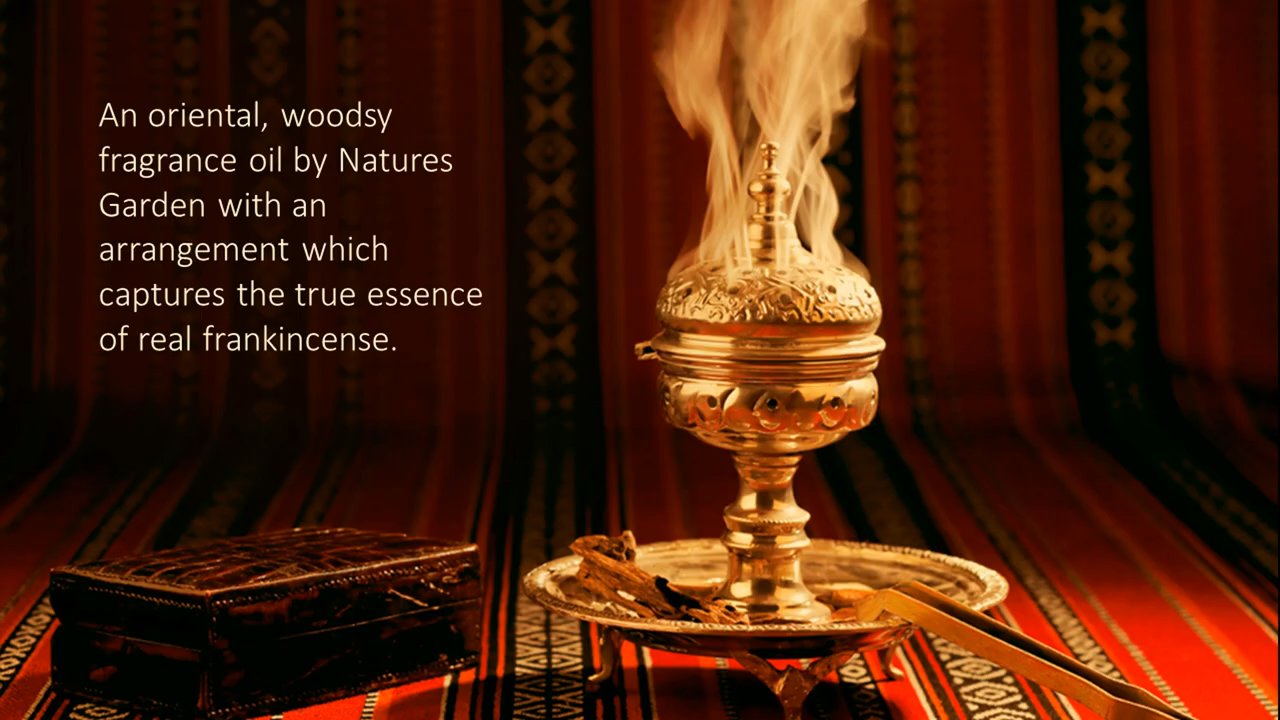 An oriental, woodsy
fragrance oil by Natures
Garden with an
arrangement which
captures the true essence
of real frankincense.